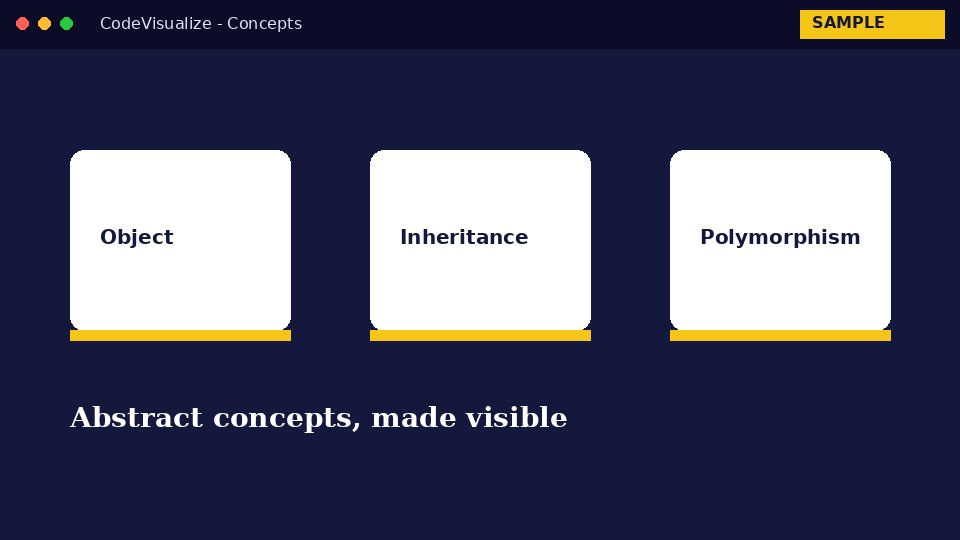 CodeVisualize - Concepts
SAMPLE
Object
Inheritance
Polymorphism
Abstract concepts, made visible